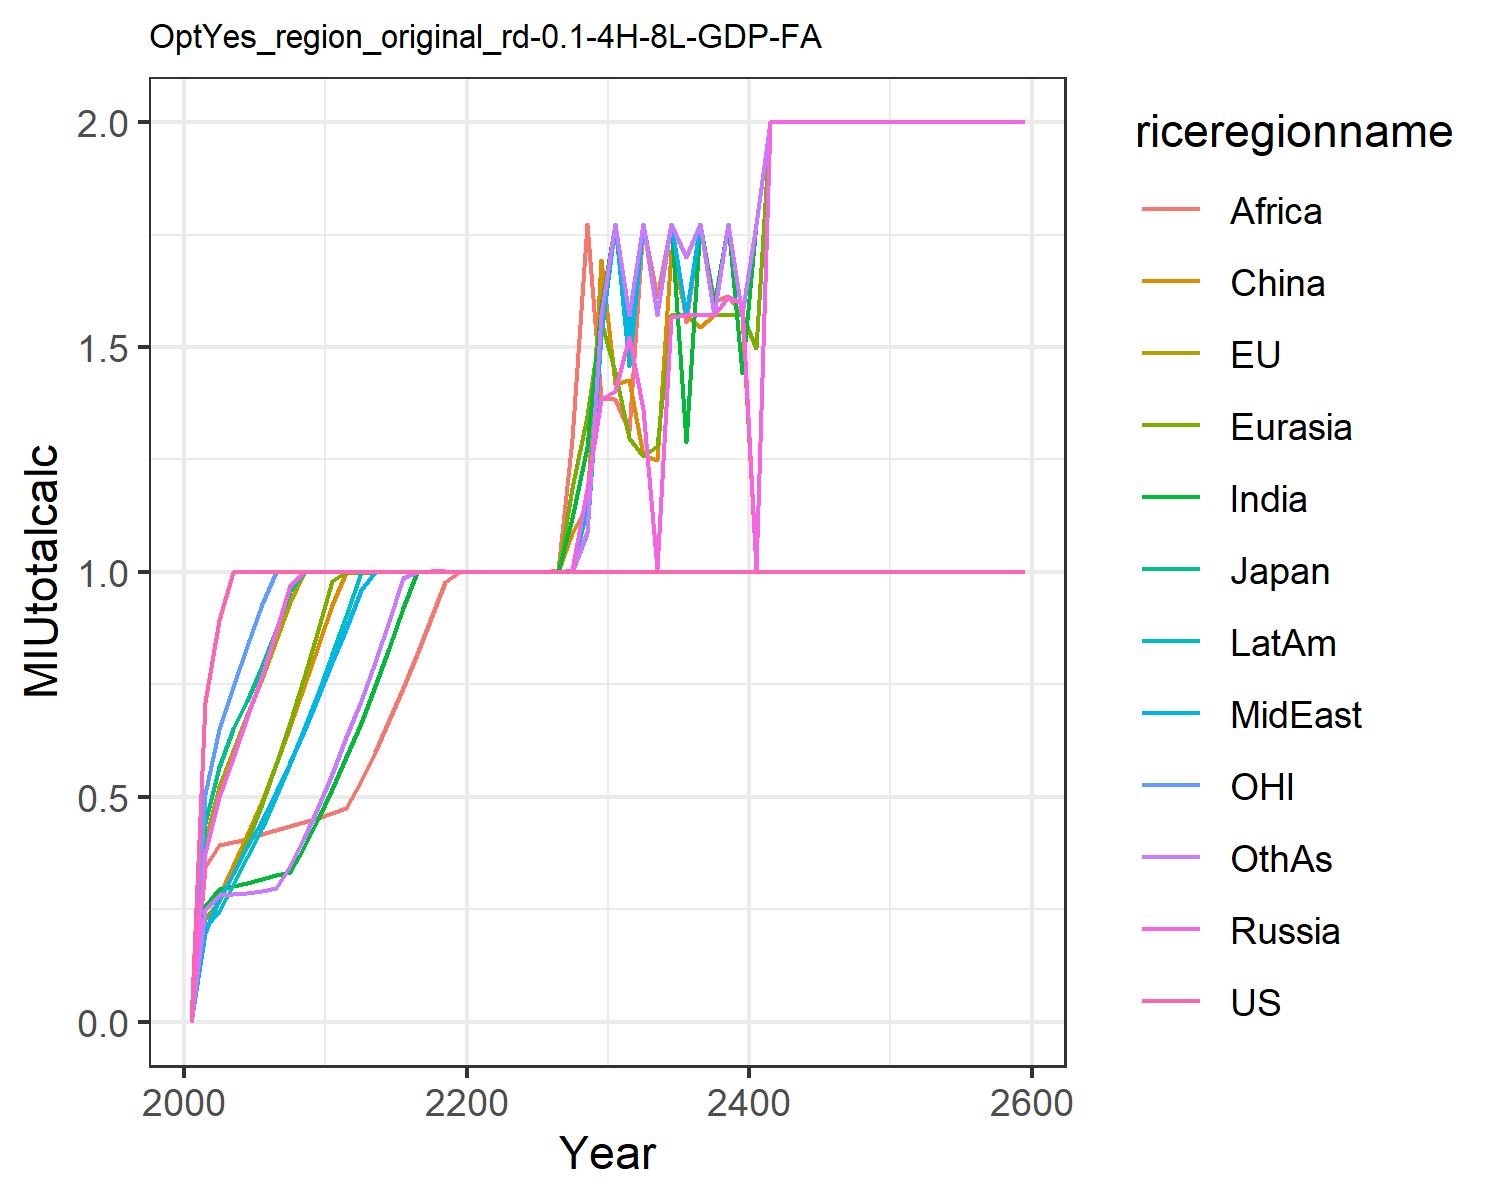 OptYes_region_original_rd-0.1-4H-8L-GDP-FA
2.0
1.5
1.0
0.5
0.0
MIUtotalcalc
2000 2200 2400 2600
Year
riceregionname
Africa
China
EU
Eurasia
India
Japan
LatAm
MidEast
OHI
OthAs
Russia
US